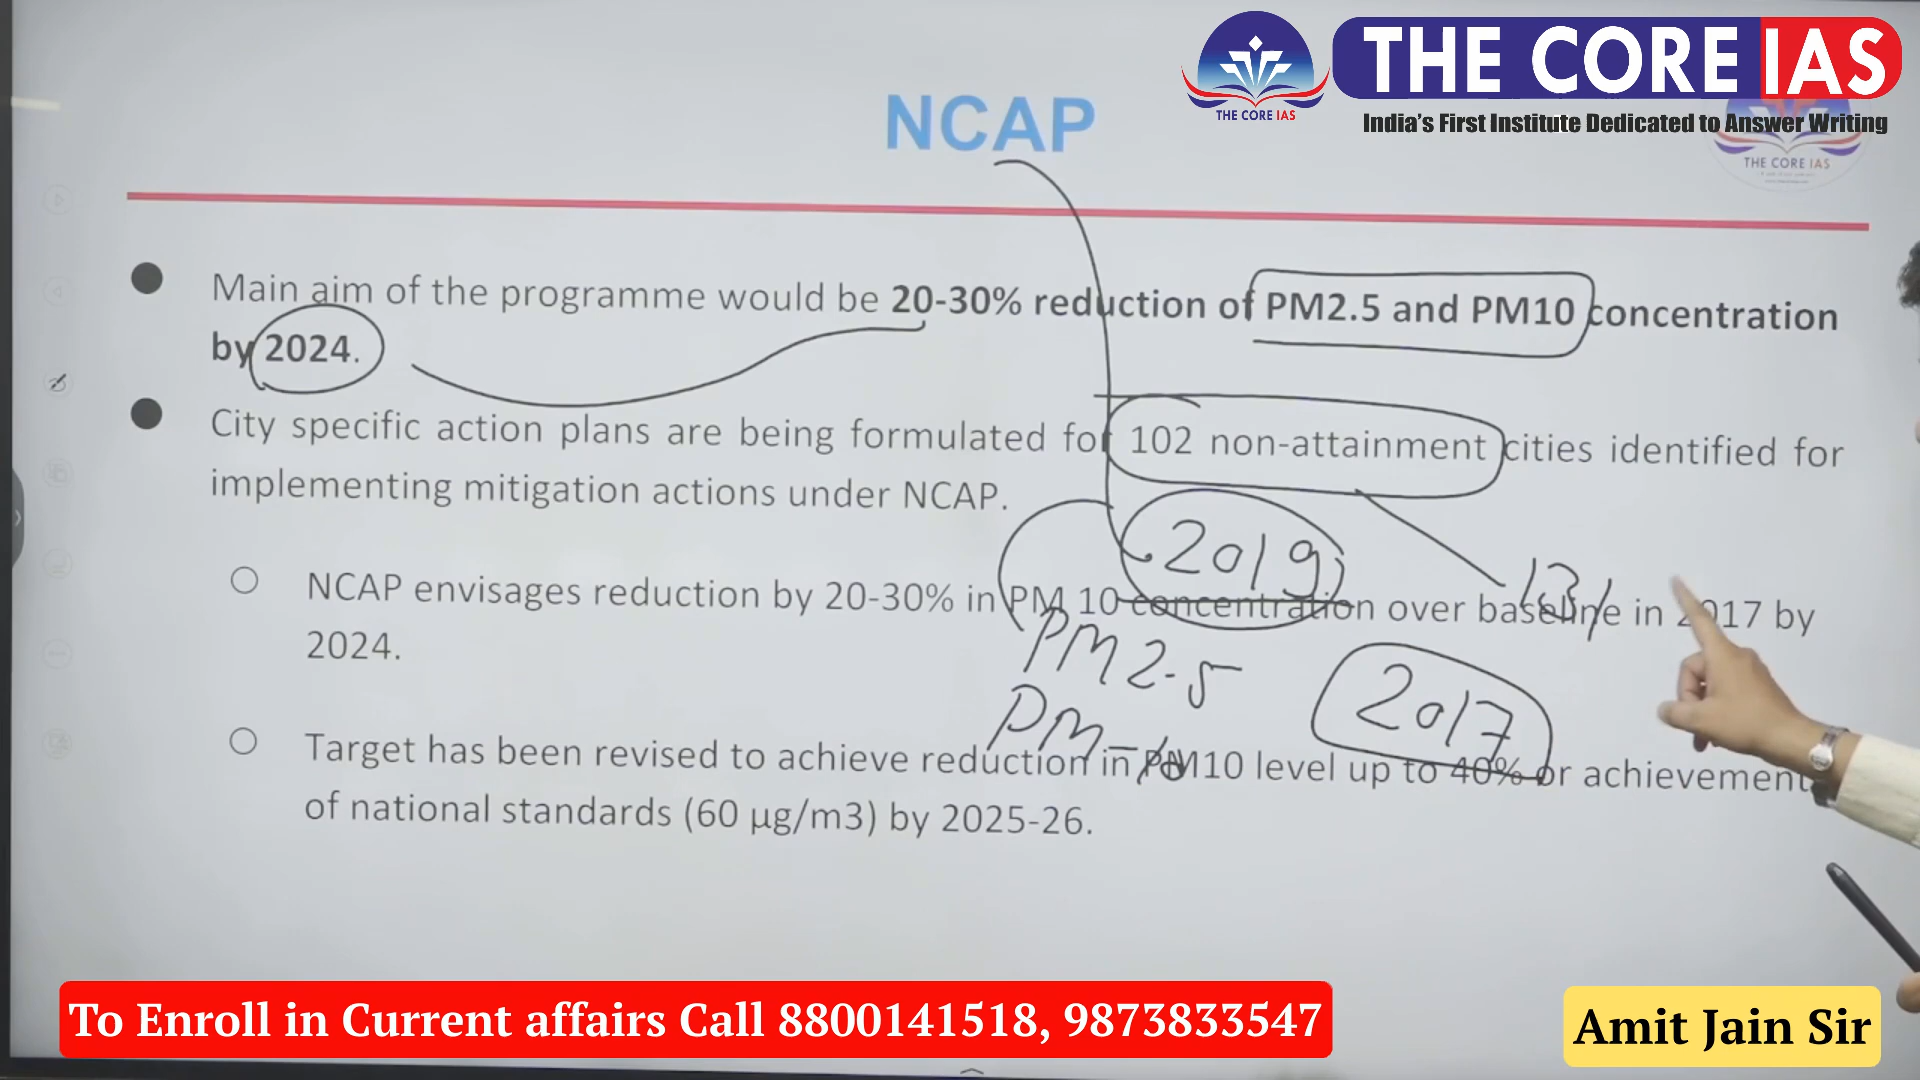 THE CORE IAS
THE CORE IAS
India's First Institute Dedicated to Answer Writing
THE CORE IAS
NCAP
Main aim of the programme would be 20-30% reduction of PM2.5 and PM10 concentration
by 2024.
City specific action plans are being formulated for 102 non-attainment cities identified for
implementing mitigation actions under NCAP.
2019
131
NCAP envisages reduction by 20-30% in PM 10 concentration over baseline in 2017 by
2024.
PM 2.5
2017
PM-10
Target has been revised to achieve reduction in PM10 level up to 40% or achievement
of national standards (60 µg/m3) by 2025-26.
To Enroll in Current affairs Call 8800141518, 9873833547
Amit Jain Sir